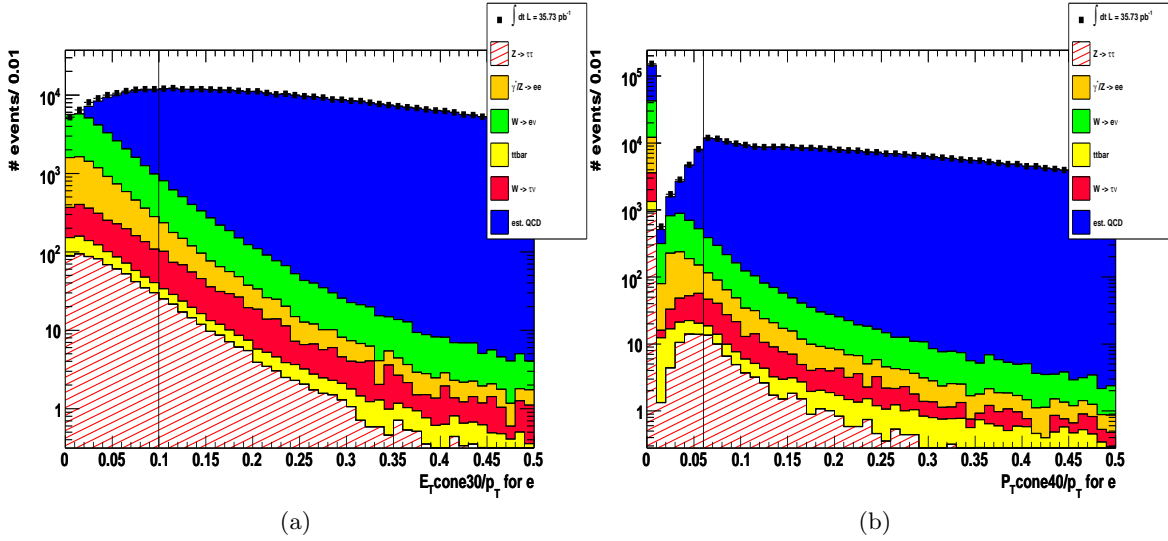 # events/ 0.01
10⁴
10³
10²
10
1
0 0.05 0.1 0.15 0.2 0.25 0.3 0.35 0.4 0.45 0.5
E_Tcone30/p_T for e
∫ dt L = 35.73 pb⁻¹
Z -> ττ
γ*/Z -> ee
W -> eν
ttbar
W -> τν
est. QCD
(a)
# events/ 0.01
10⁵
10⁴
10³
10²
10
1
0 0.05 0.1 0.15 0.2 0.25 0.3 0.35 0.4 0.45 0.5
P_Tcone40/p_T for e
∫ dt L = 35.73 pb⁻¹
Z -> ττ
γ*/Z -> ee
W -> eν
ttbar
W -> τν
est. QCD
(b)